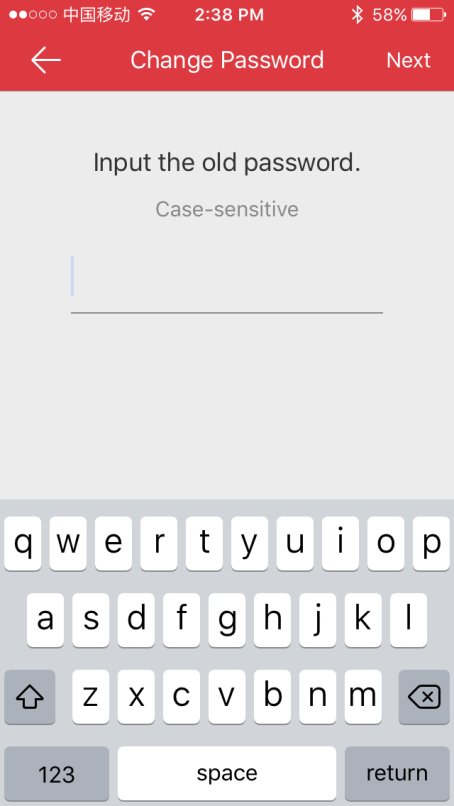 中国移动 2:38 PM 58%
Change Password Next
Input the old password.
Case-sensitive
q w e r t y u i o p
a s d f g h j k l
z x c v b n m
123 space return